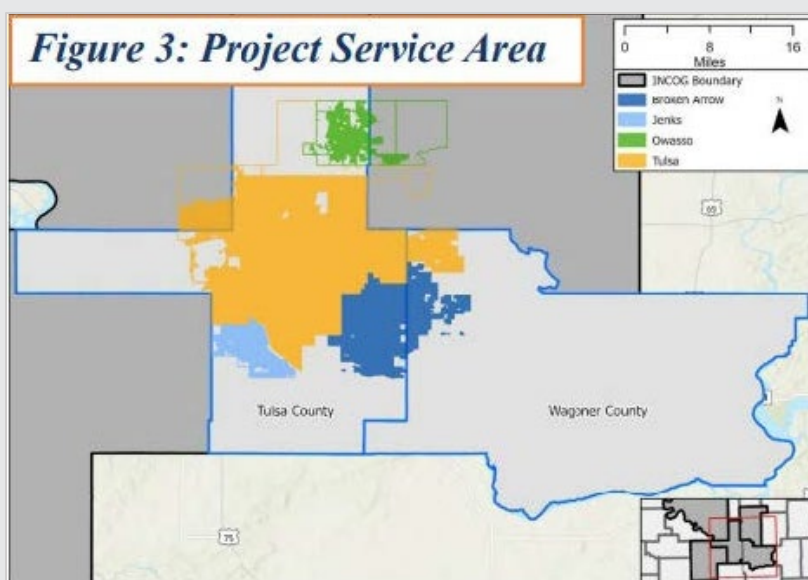 Figure 3: Project Service Area
0 8 16
Miles
INCOG Boundary
Broken Arrow
Jenks
Owasso
Tulsa
N
69
Tulsa County
Wagoner County
75